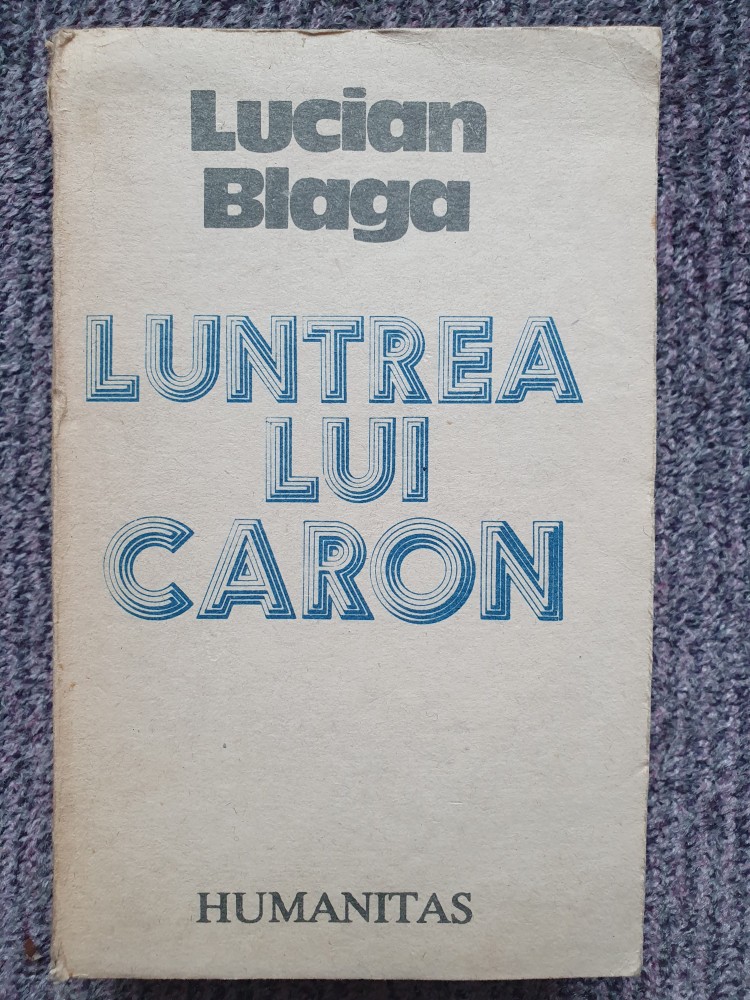 Lucian
Blaga
LUNTREA
LUI
CARON
HUMANITAS